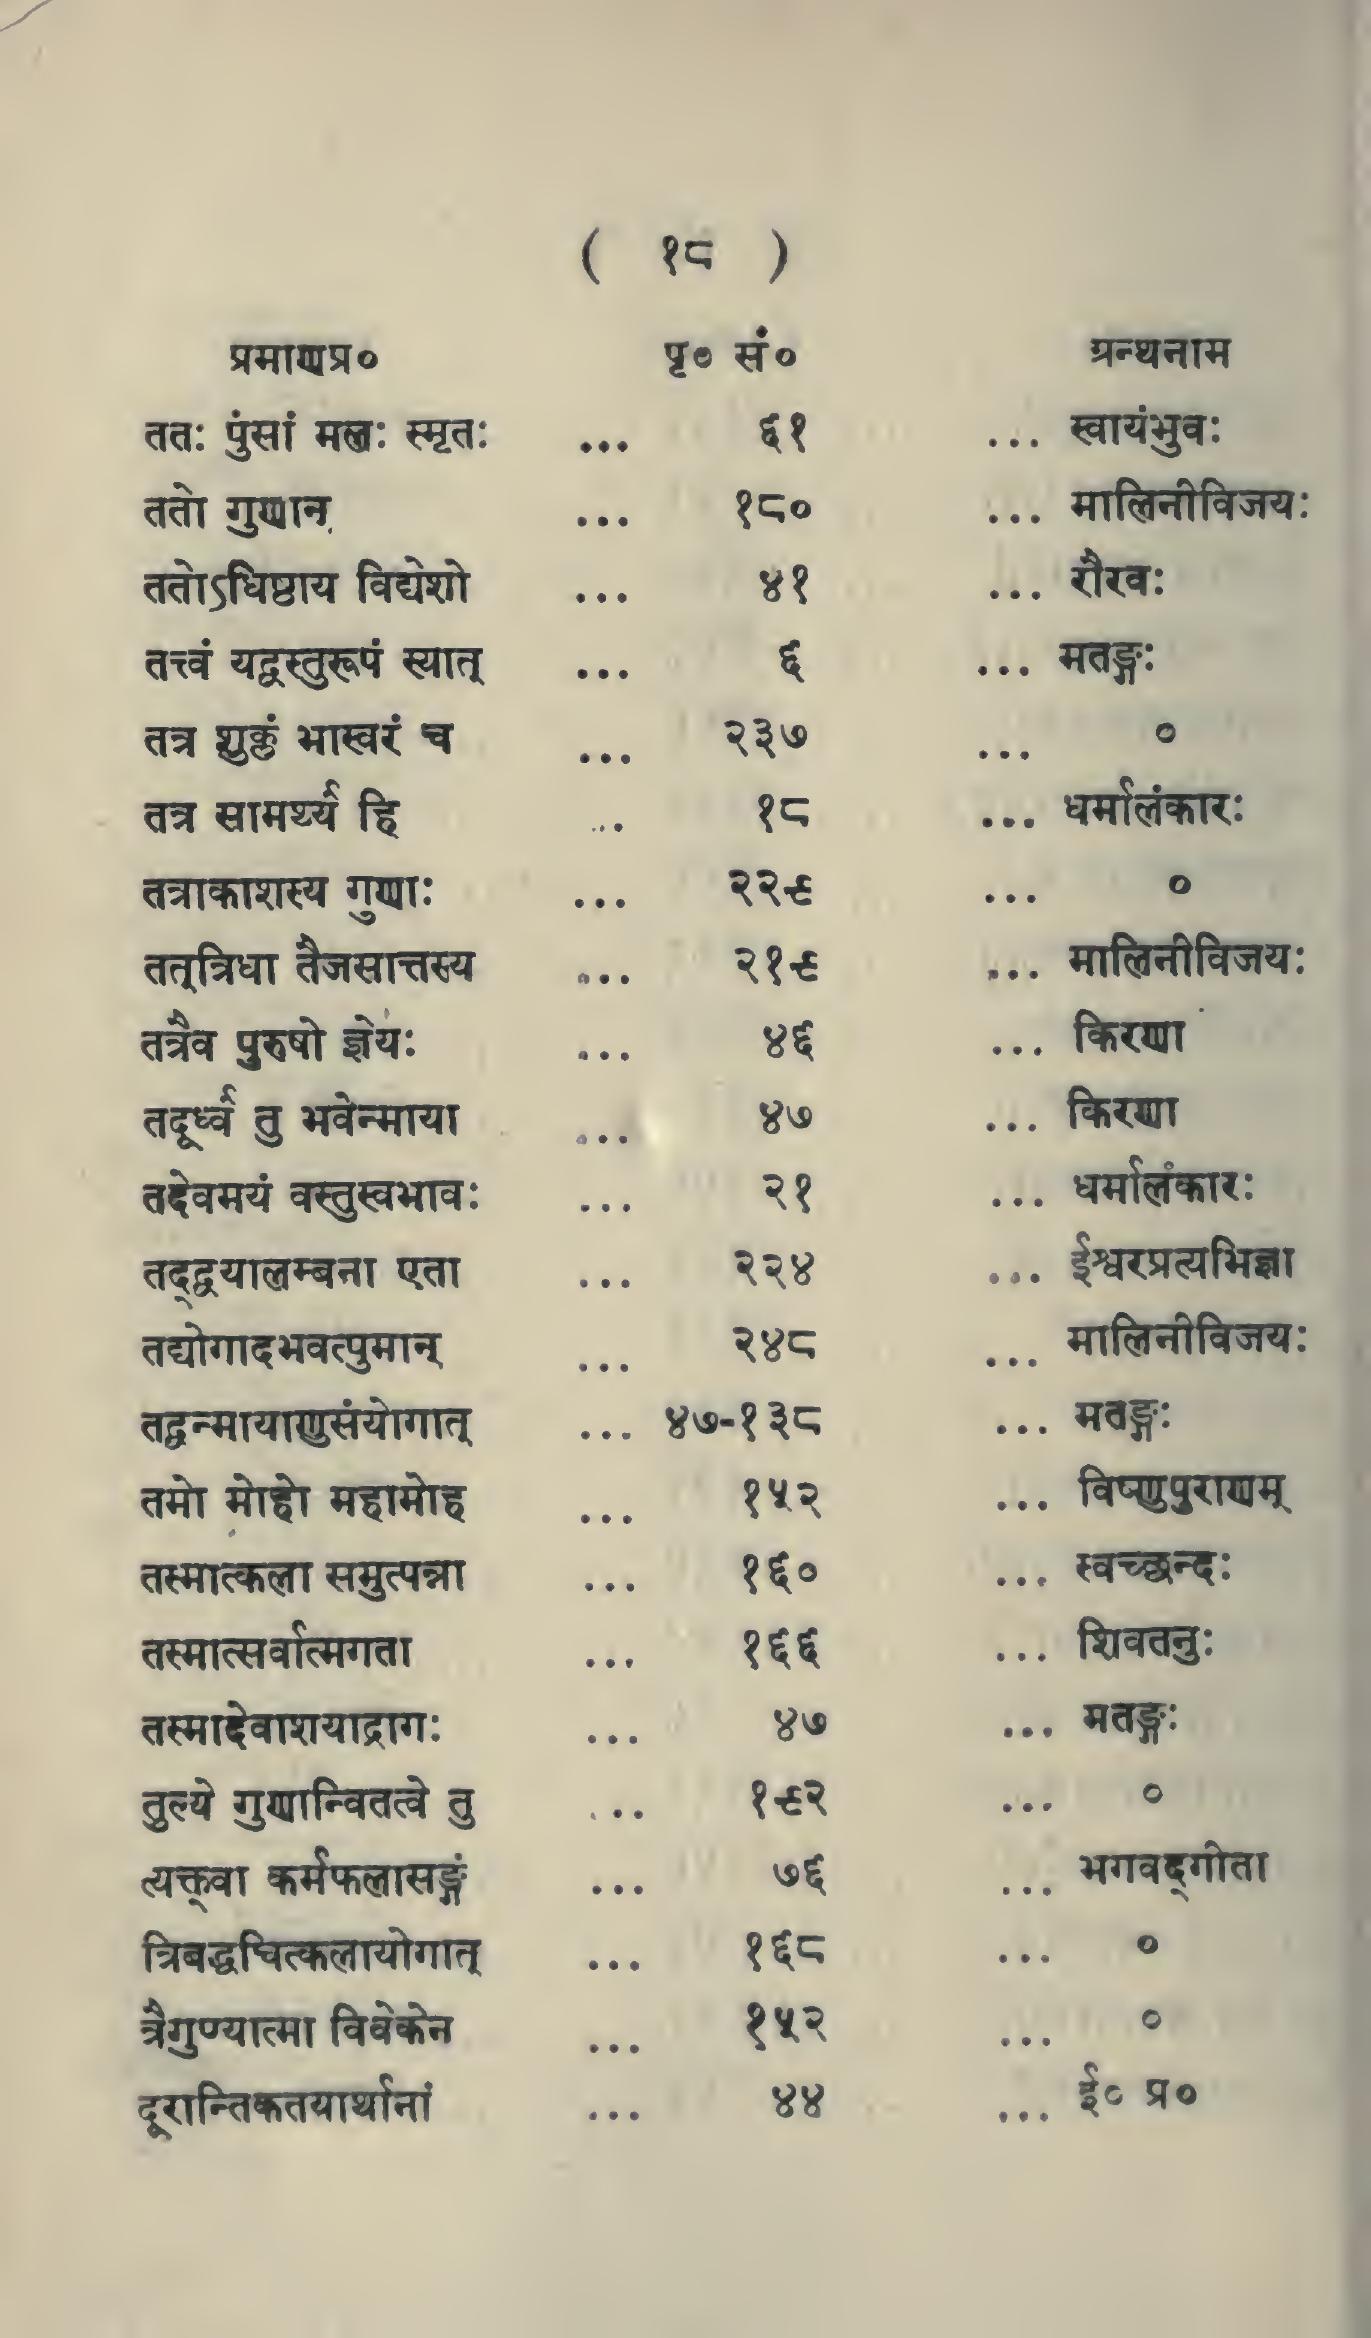 ( १८ )
प्रमाणप्र० पृ० सं० ग्रन्थनाम
ततः पुंसां मलः स्मृतः ... ६१ ... स्वायंभुवः
ततो गुणान् ... १८० ... मालिनीविजयः
ततोऽधिष्ठाय विद्येशो ... ४१ ... रौरवः
तत्त्वं यद्वस्तुरूपं स्यात् ... ६ ... मतङ्गः
तत्र शुक्लं भास्वरं च ... २३७ ... ०
तत्र सामर्थ्यं हि ... १८ ... धर्मालंकारः
तत्राकाशस्य गुणाः ... २२९ ... ०
तत्त्रिधा तैजसात्तस्य ... २१९ ... मालिनीविजयः
तत्रैव पुरुषो ज्ञेयः ... ४६ ... किरणा
तदूर्ध्वं तु भवेन्माया ... ४७ ... किरणा
तदेवमयं वस्तुस्वभावः ... २१ ... धर्मालंकारः
तद्द्वयालम्बना एता ... २२४ ... ईश्वरप्रत्यभिज्ञा
तद्योगादभवत्पुमान् ... २४८ ... मालिनीविजयः
तद्वन्मायाणुसंयोगात् ... ४७-१३८ ... मतङ्गः
तमो मोहो महामोह ... १५२ ... विष्णुपुराणम्
तस्मात्कला समुत्पन्ना ... १६० ... स्वच्छन्दः
तस्मात्सर्वात्मगता ... १६६ ... शिवतनुः
तस्मादेवाशयाद्रागः ... ४७ ... मतङ्गः
तुल्ये गुणान्वितत्वे तु ... १९२ ... ०
त्यक्त्वा कर्मफलासङ्गं ... ७६ ... भगवद्गीता
त्रिबद्धचित्कलायोगात् ... १६८ ... ०
त्रैगुण्यात्मा विवेकेन ... १५२ ... ०
दूरान्तिकतयार्थानां ... ४४ ... ई० प्र०